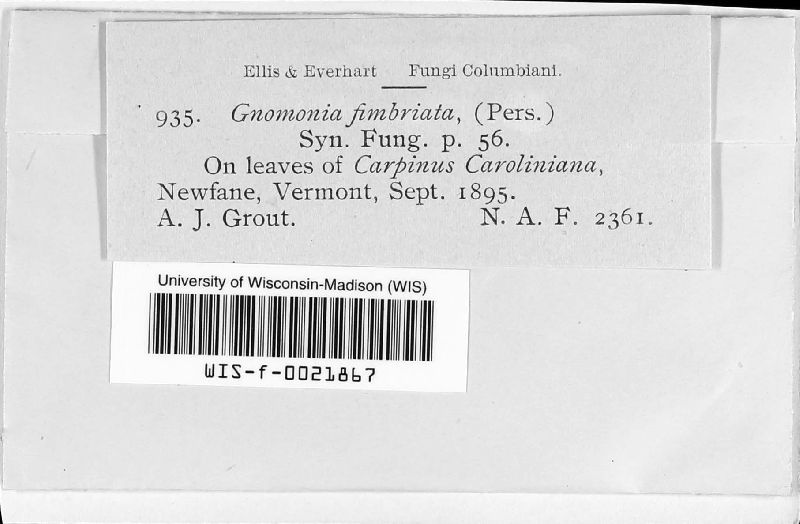 Ellis & Everhart Fungi Columbiani.
935. Gnomonia fimbriata, (Pers.)
Syn. Fung. p. 56.
On leaves of Carpinus Caroliniana,
Newfane, Vermont, Sept. 1895.
A. J. Grout. N. A. F. 2361.
University of Wisconsin-Madison (WIS)
WIS-f-0021867